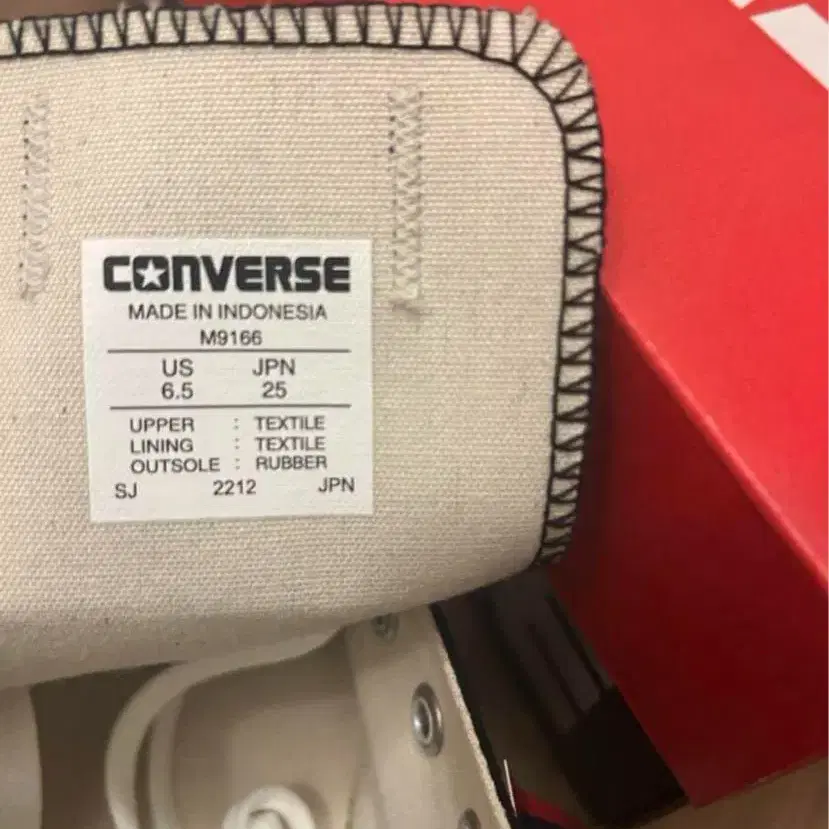 CONVERSE
MADE IN INDONESIA
M9166
US JPN
6.5 25
UPPER : TEXTILE
LINING : TEXTILE
OUTSOLE : RUBBER
SJ 2212 JPN